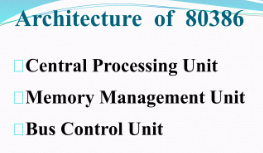 Architecture of 80386
Central Processing Unit
Memory Management Unit
Bus Control Unit